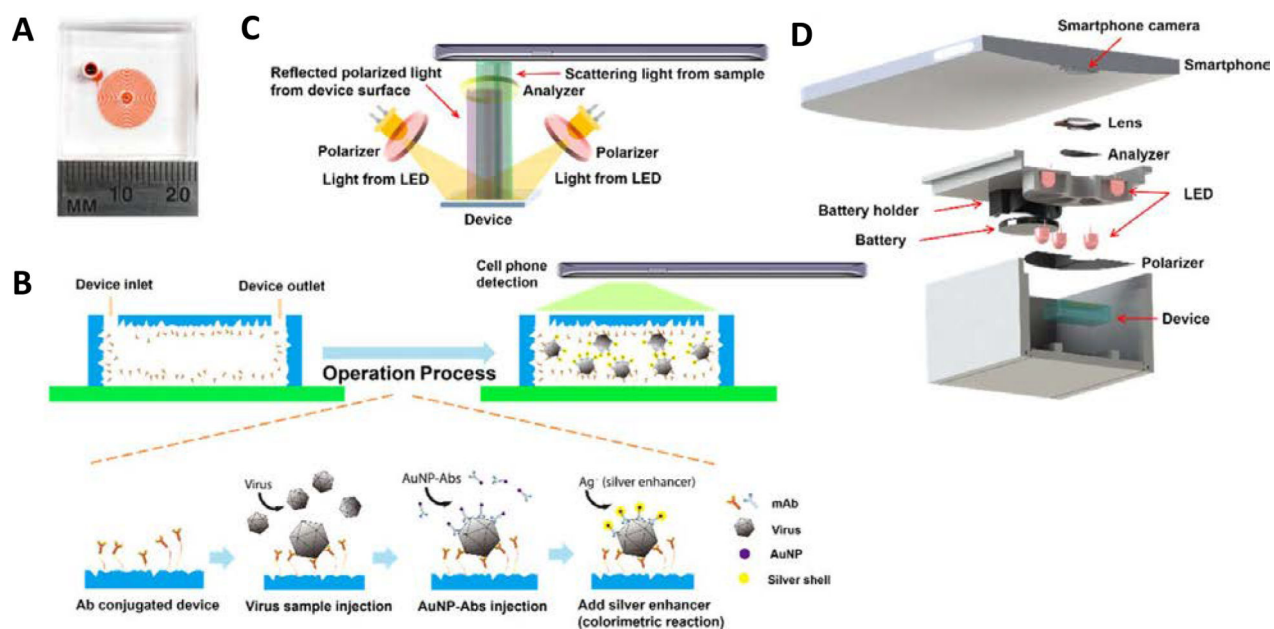 A
MM 10 20
C
Reflected polarized light
from device surface
Scattering light from sample
Analyzer
Polarizer
Light from LED
Polarizer
Light from LED
Device
D
Smartphone camera
Smartphone
Lens
Analyzer
LED
Battery holder
Battery
Polarizer
Device
B
Device inlet
Device outlet
Cell phone
detection
Operation Process
Virus
AuNP-Abs
Ag⁻ (silver enhancer)
mAb
Virus
AuNP
Silver shell
Ab conjugated device
Virus sample injection
AuNP-Abs injection
Add silver enhancer
(colorimetric reaction)